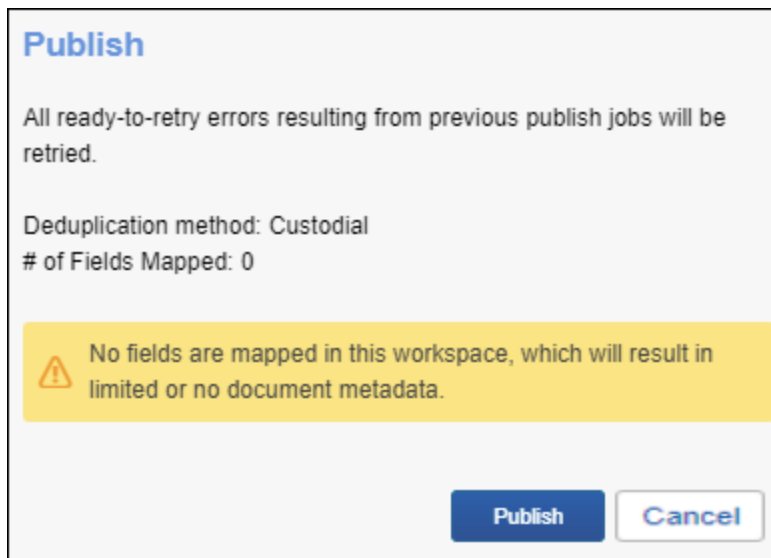 Publish
All ready-to-retry errors resulting from previous publish jobs will be
retried.
Deduplication method: Custodial
# of Fields Mapped: 0
No fields are mapped in this workspace, which will result in
limited or no document metadata.
Publish
Cancel